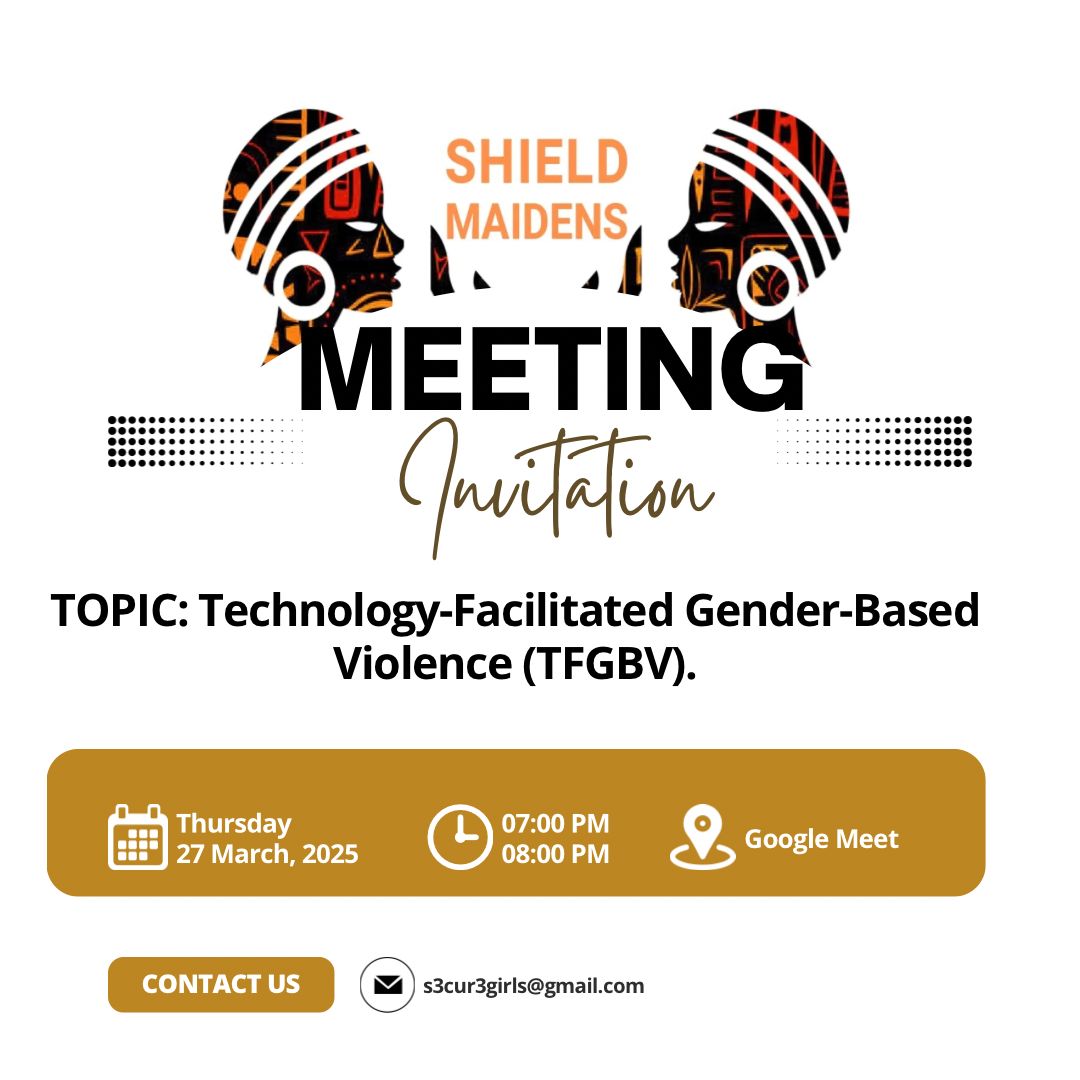 SHIELD
MAIDENS
MEETING
Invitation
TOPIC: Technology-Facilitated Gender-Based
Violence (TFGBV).
Thursday
27 March, 2025
07:00 PM
08:00 PM
Google Meet
CONTACT US
s3cur3girls@gmail.com